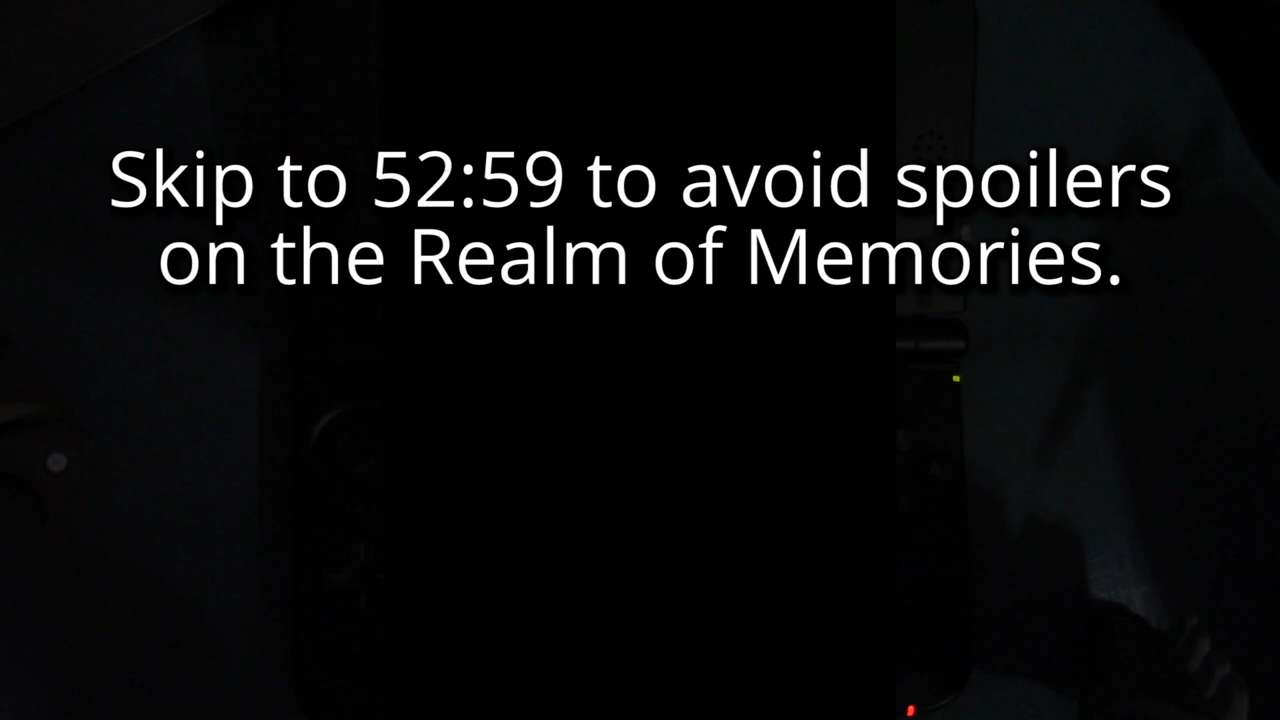 Skip to 52:59 to avoid spoilers
on the Realm of Memories.